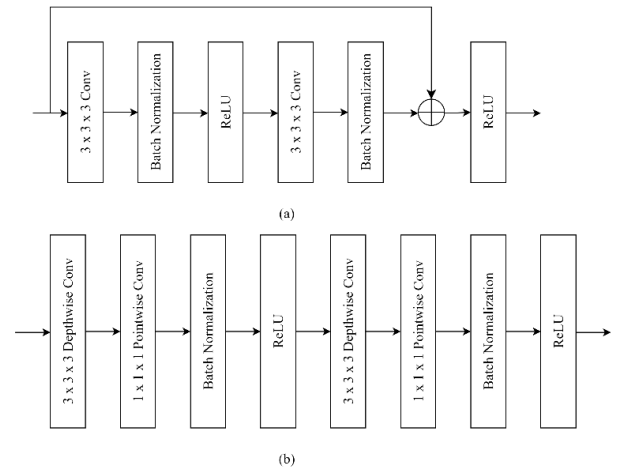 3 x 3 x 3 Conv
Batch Normalization
ReLU
3 x 3 x 3 Conv
Batch Normalization
ReLU
(a)
3 x 3 x 3 Depthwise Conv
1 x 1 x 1 Pointwise Conv
Batch Normalization
ReLU
3 x 3 x 3 Depthwise Conv
1 x 1 x 1 Pointwise Conv
Batch Normalization
ReLU
(b)